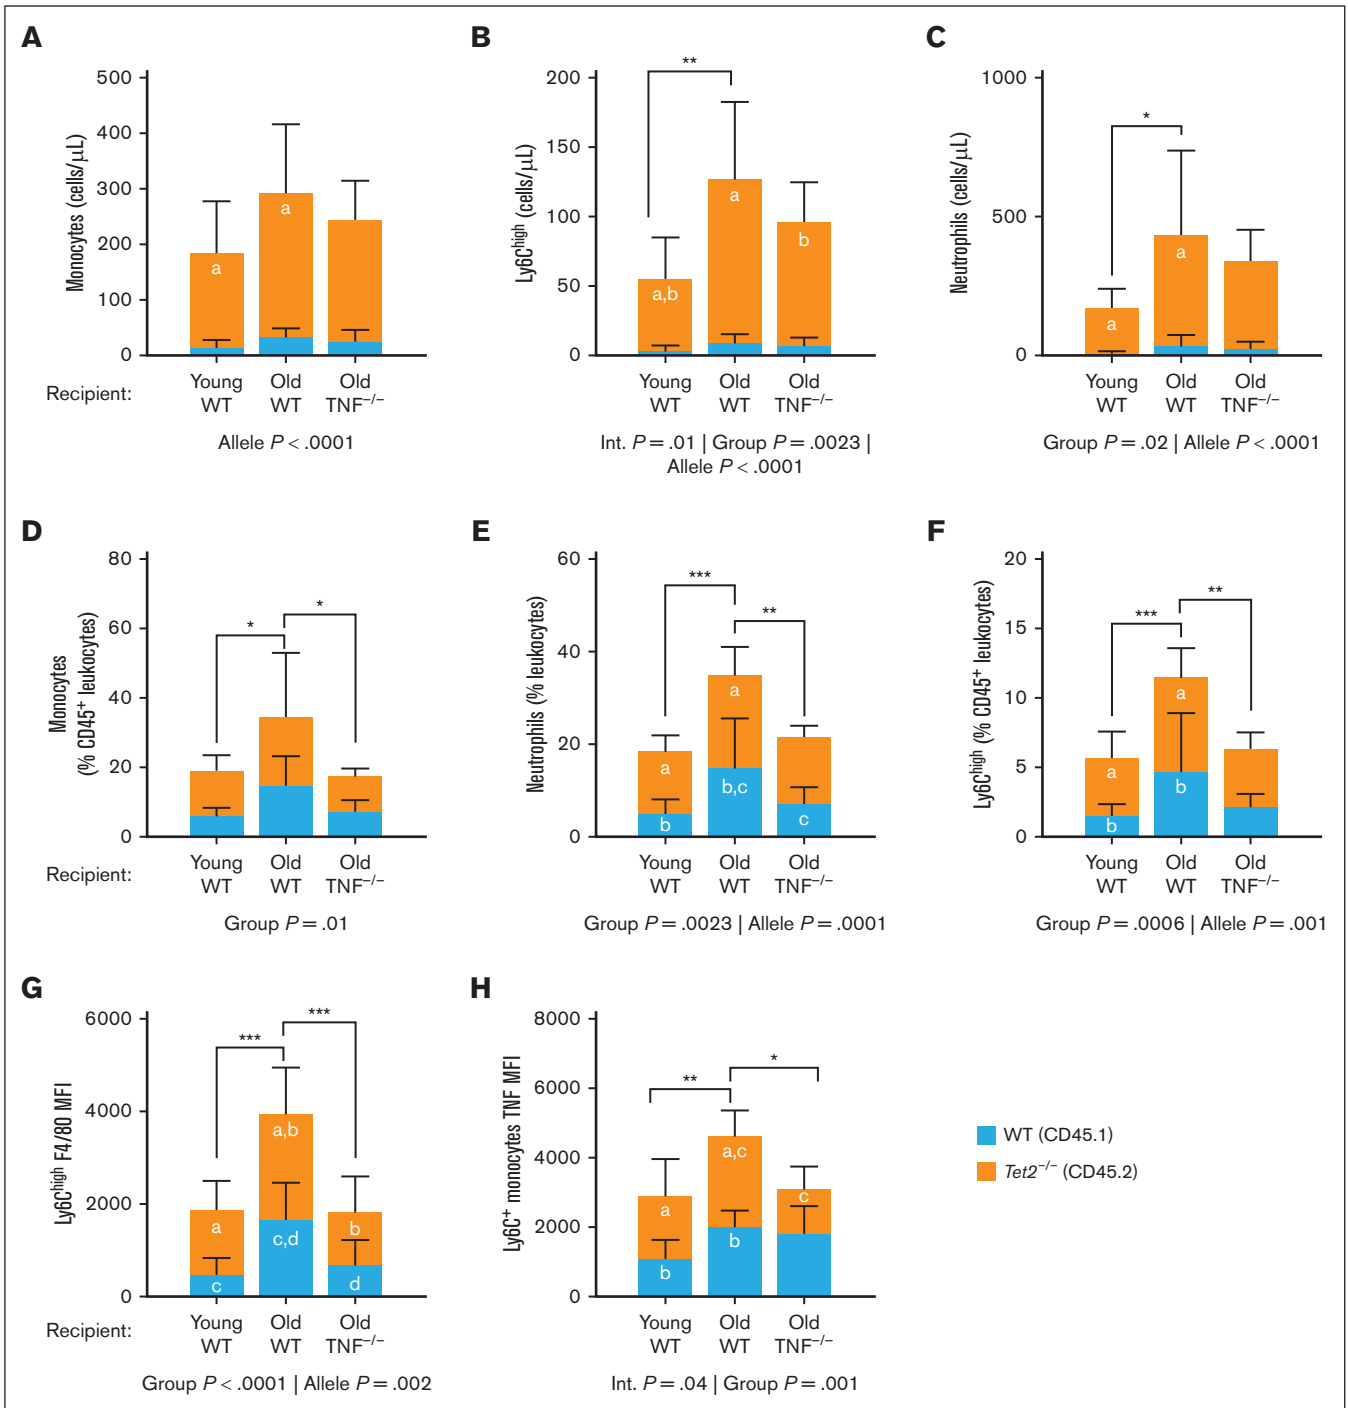 A
Monocytes (cells/μL)
500
400
300
200
100
0
a
a
Recipient:
Young WT
Old WT
Old TNF−/−
Allele P < .0001
B
Ly6Chigh (cells/μL)
200
150
100
50
0
**
a,b
a
b
Young WT
Old WT
Old TNF−/−
Int. P = .01 | Group P = .0023 |
Allele P < .0001
C
Neutrophils (cells/μL)
1000
500
0
*
a
a
Young WT
Old WT
Old TNF−/−
Group P = .02 | Allele P < .0001
D
Monocytes
(% CD45+ leukocytes)
80
60
40
20
0
*
*
Recipient:
Young WT
Old WT
Old TNF−/−
Group P = .01
E
Neutrophils (% leukocytes)
60
40
20
0
***
**
a
b
a
b,c
c
Young WT
Old WT
Old TNF−/−
Group P = .0023 | Allele P = .0001
F
Ly6Chigh (% CD45+ leukocytes)
20
15
10
5
0
***
**
a
b
a
b
Young WT
Old WT
Old TNF−/−
Group P = .0006 | Allele P = .001
G
Ly6Chigh F4/80 MFI
6000
4000
2000
0
***
***
a
c
a,b
c,d
b
d
Recipient:
Young WT
Old WT
Old TNF−/−
Group P < .0001 | Allele P = .002
H
Ly6C+ monocytes TNF MFI
8000
6000
4000
2000
0
**
*
a
b
a,c
b
c
Young WT
Old WT
Old TNF−/−
Int. P = .04 | Group P = .001
WT (CD45.1)
Tet2−/− (CD45.2)